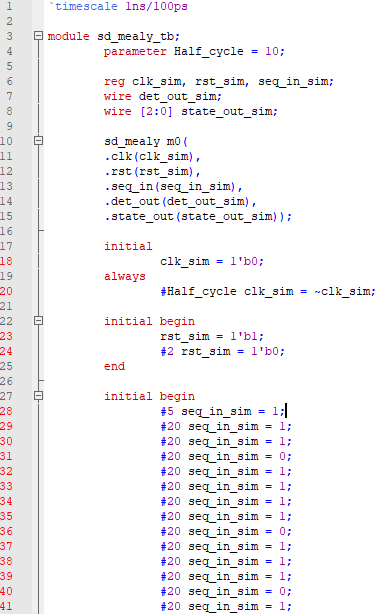 1 `timescale 1ns/100ps
2
3 module sd_mealy_tb;
4 parameter Half_cycle = 10;
5
6 reg clk_sim, rst_sim, seq_in_sim;
7 wire det_out_sim;
8 wire [2:0] state_out_sim;
9
10 sd_mealy m0(
11 .clk(clk_sim),
12 .rst(rst_sim),
13 .seq_in(seq_in_sim),
14 .det_out(det_out_sim),
15 .state_out(state_out_sim));
16
17 initial
18 clk_sim = 1'b0;
19 always
20 #Half_cycle clk_sim = ~clk_sim;
21
22 initial begin
23 rst_sim = 1'b1;
24 #2 rst_sim = 1'b0;
25 end
26
27 initial begin
28 #5 seq_in_sim = 1;
29 #20 seq_in_sim = 1;
30 #20 seq_in_sim = 1;
31 #20 seq_in_sim = 0;
32 #20 seq_in_sim = 1;
33 #20 seq_in_sim = 1;
34 #20 seq_in_sim = 1;
35 #20 seq_in_sim = 1;
36 #20 seq_in_sim = 0;
37 #20 seq_in_sim = 1;
38 #20 seq_in_sim = 1;
39 #20 seq_in_sim = 1;
40 #20 seq_in_sim = 0;
41 #20 seq_in_sim = 1;